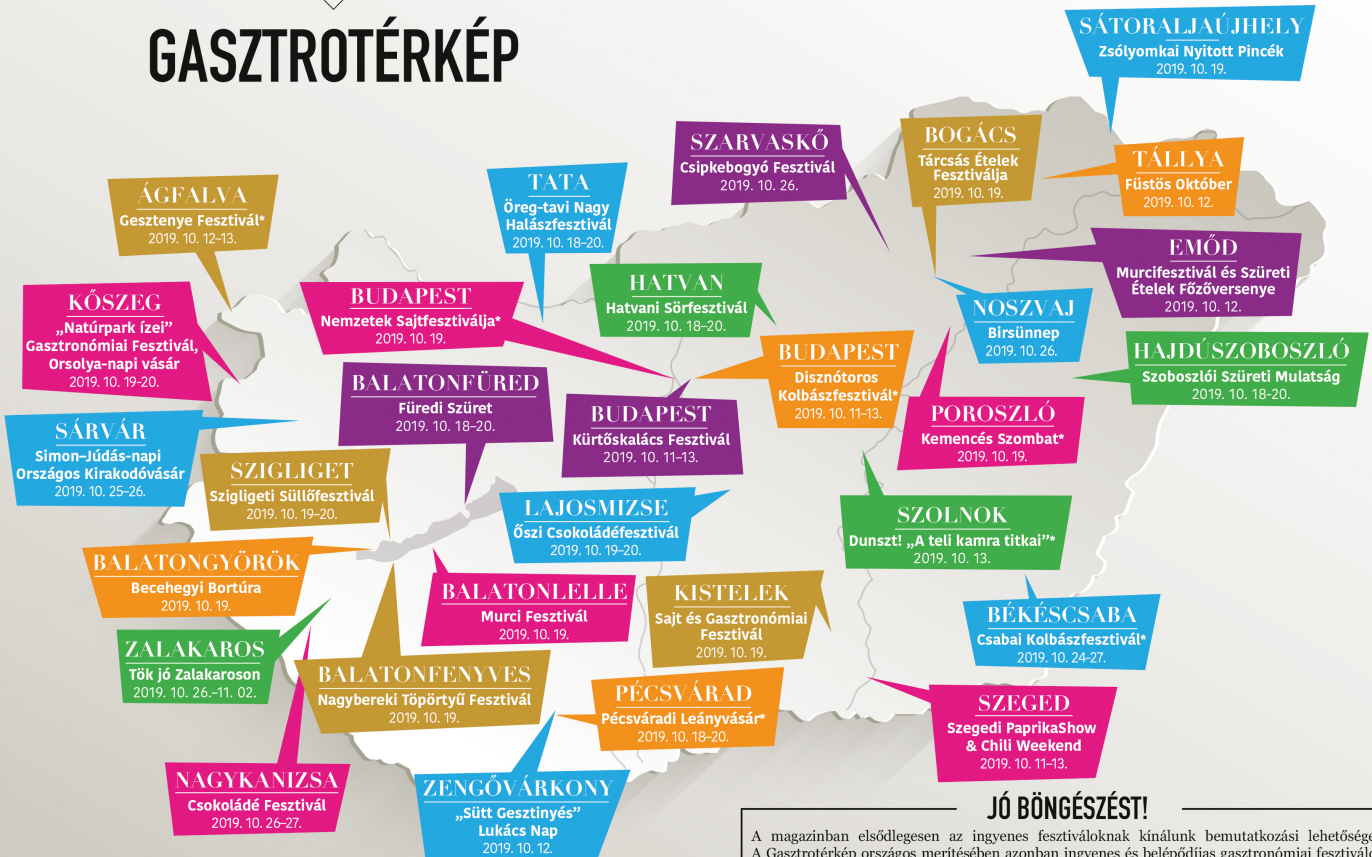 GASZTROTÉRKÉP
SÁTORALJAÚJHELY
Zsólyomkai Nyitott Pincék
2019. 10. 19.
SZARVASKŐ
Csipkebogyó Fesztivál
2019. 10. 26.
BOGÁCS
Tárcsás Ételek
Fesztiválja
2019. 10. 19.
TÁLLYA
Füstös Október
2019. 10. 12.
ÁGFALVA
Gesztenye Fesztivál*
2019. 10. 12–13.
TATA
Öreg-tavi Nagy
Halászfesztivál
2019. 10. 18–20.
EMŐD
Murcifesztivál és Szüreti
Ételek Főzőversenye
2019. 10. 12.
KŐSZEG
„Natúrpark ízei”
Gasztronómiai Fesztivál,
Orsolya-napi vásár
2019. 10. 19-20.
BUDAPEST
Nemzetek Sajtfesztiválja*
2019. 10. 19.
HATVAN
Hatvani Sörfesztivál
2019. 10. 18–20.
NOSZVAJ
Birsünnep
2019. 10. 26.
BUDAPEST
Disznótoros
Kolbászfesztivál*
2019. 10. 11–13.
HAJDÚSZOBOSZLÓ
Szoboszlói Szüreti Mulatság
2019. 10. 18-20.
BALATONFÜRED
Füredi Szüret
2019. 10. 18–20.
BUDAPEST
Kürtőskalács Fesztivál
2019. 10. 11–13.
POROSZLÓ
Kemencés Szombat*
2019. 10. 19.
SÁRVÁR
Simon–Júdás-napi
Országos Kirakodóvásár
2019. 10. 25–26.
SZIGLIGET
Szigligeti Süllőfesztivál
2019. 10. 19–20.
LAJOSMIZSE
Őszi Csokoládéfesztivál
2019. 10. 19–20.
SZOLNOK
Dunszt! „A teli kamra titkai”*
2019. 10. 13.
BALATONGYÖRÖK
Becehegyi Bortúra
2019. 10. 19.
BALATONLELLE
Murci Fesztivál
2019. 10. 19.
KISTELEK
Sajt és Gasztronómiai
Fesztivál
2019. 10. 19.
BÉKÉSCSABA
Csabai Kolbászfesztivál*
2019. 10. 24–27.
ZALAKAROS
Tök jó Zalakaroson
2019. 10. 26.–11. 02.
BALATONFENYVES
Nagybereki Töpörtyű Fesztivál
2019. 10. 19.
PÉCSVÁRAD
Pécsváradi Leányvásár*
2019. 10. 18–20.
SZEGED
Szegedi PaprikaShow
& Chili Weekend
2019. 10. 11–13.
NAGYKANIZSA
Csokoládé Fesztivál
2019. 10. 26–27.
ZENGŐVÁRKONY
„Sütt Gesztinyés”
Lukács Nap
2019. 10. 12.
JÓ BÖNGÉSZÉST!
A magazinban elsődlegesen az ingyenes fesztiváloknak kínálunk bemutatkozási
A Gasztrotérkép országos merítésében azonban ingyenes és belépődíjas gasztronómiai